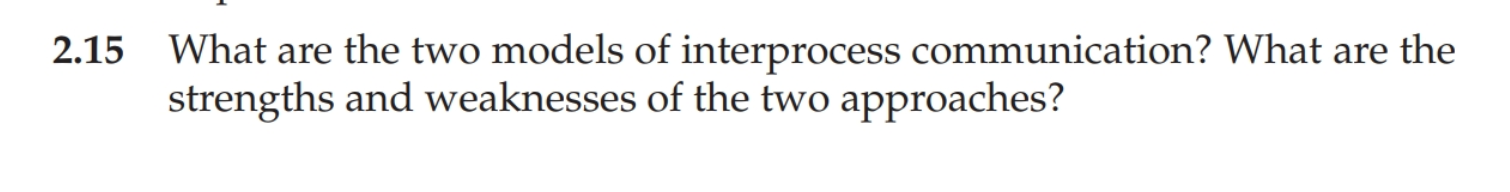 2.15 What are the two models of interprocess communication? What are the
strengths and weaknesses of the two approaches?